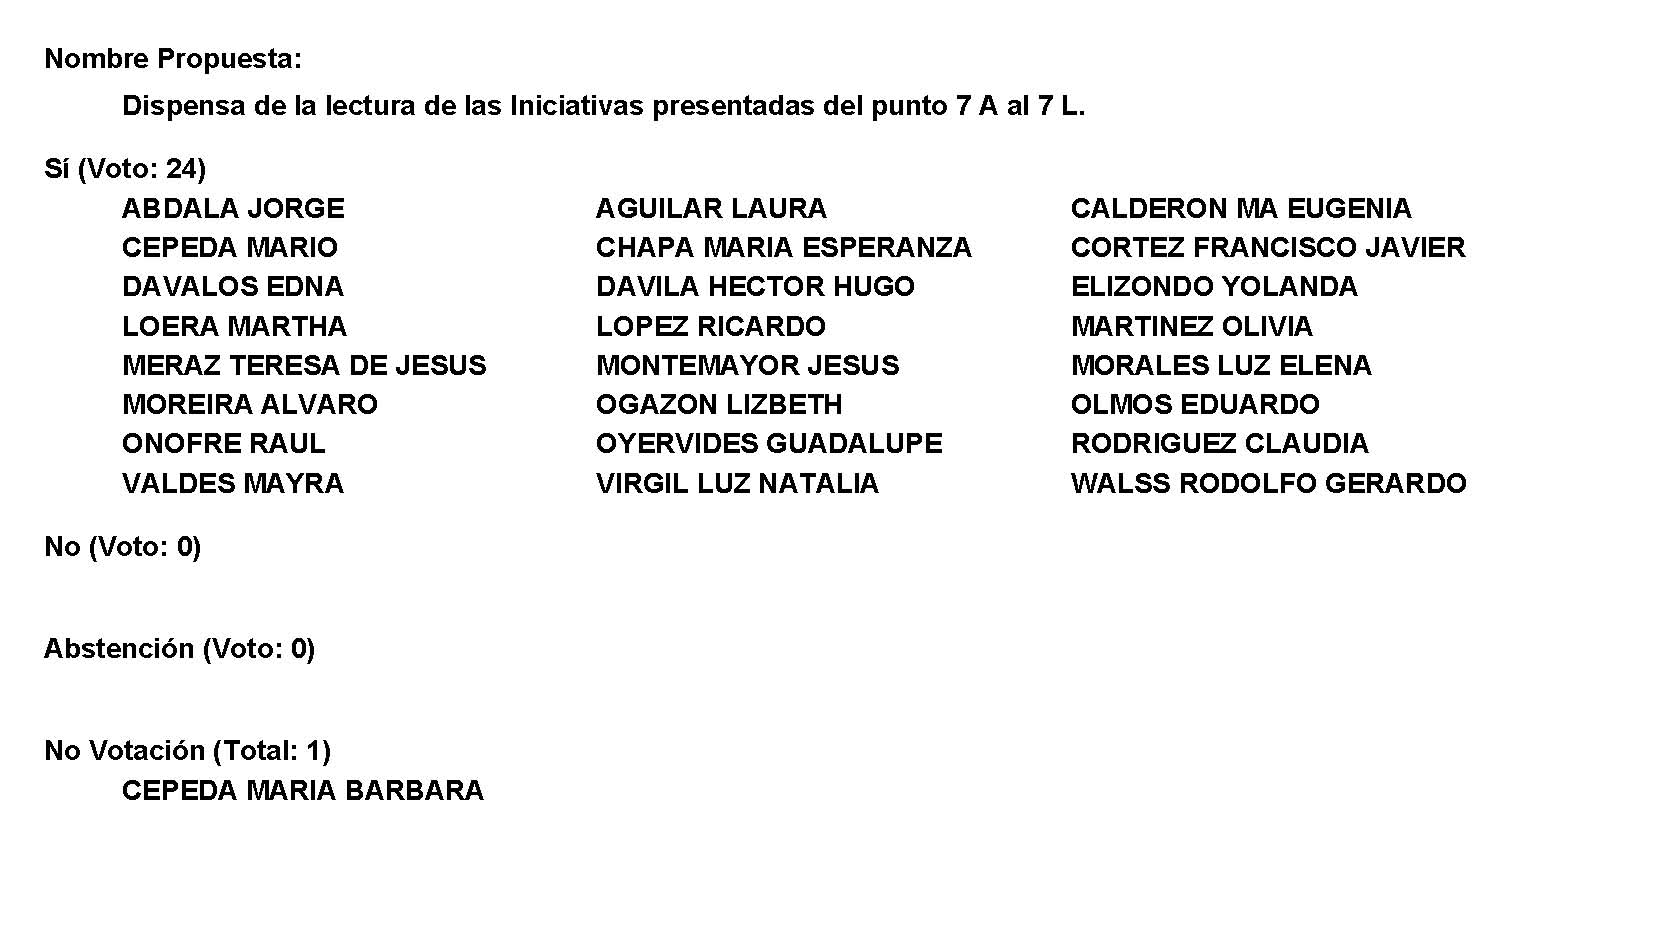 Nombre Propuesta:
Dispensa de la lectura de las Iniciativas presentadas del punto 7 A al 7 L.
Sí (Voto: 24)
ABDALA JORGE AGUILAR LAURA CALDERON MA EUGENIA
CEPEDA MARIO CHAPA MARIA ESPERANZA CORTEZ FRANCISCO JAVIER
DAVALOS EDNA DAVILA HECTOR HUGO ELIZONDO YOLANDA
LOERA MARTHA LOPEZ RICARDO MARTINEZ OLIVIA
MERAZ TERESA DE JESUS MONTEMAYOR JESUS MORALES LUZ ELENA
MOREIRA ALVARO OGAZON LIZBETH OLMOS EDUARDO
ONOFRE RAUL OYERVIDES GUADALUPE RODRIGUEZ CLAUDIA
VALDES MAYRA VIRGIL LUZ NATALIA WALSS RODOLFO GERARDO
No (Voto: 0)
Abstención (Voto: 0)
No Votación (Total: 1)
CEPEDA MARIA BARBARA